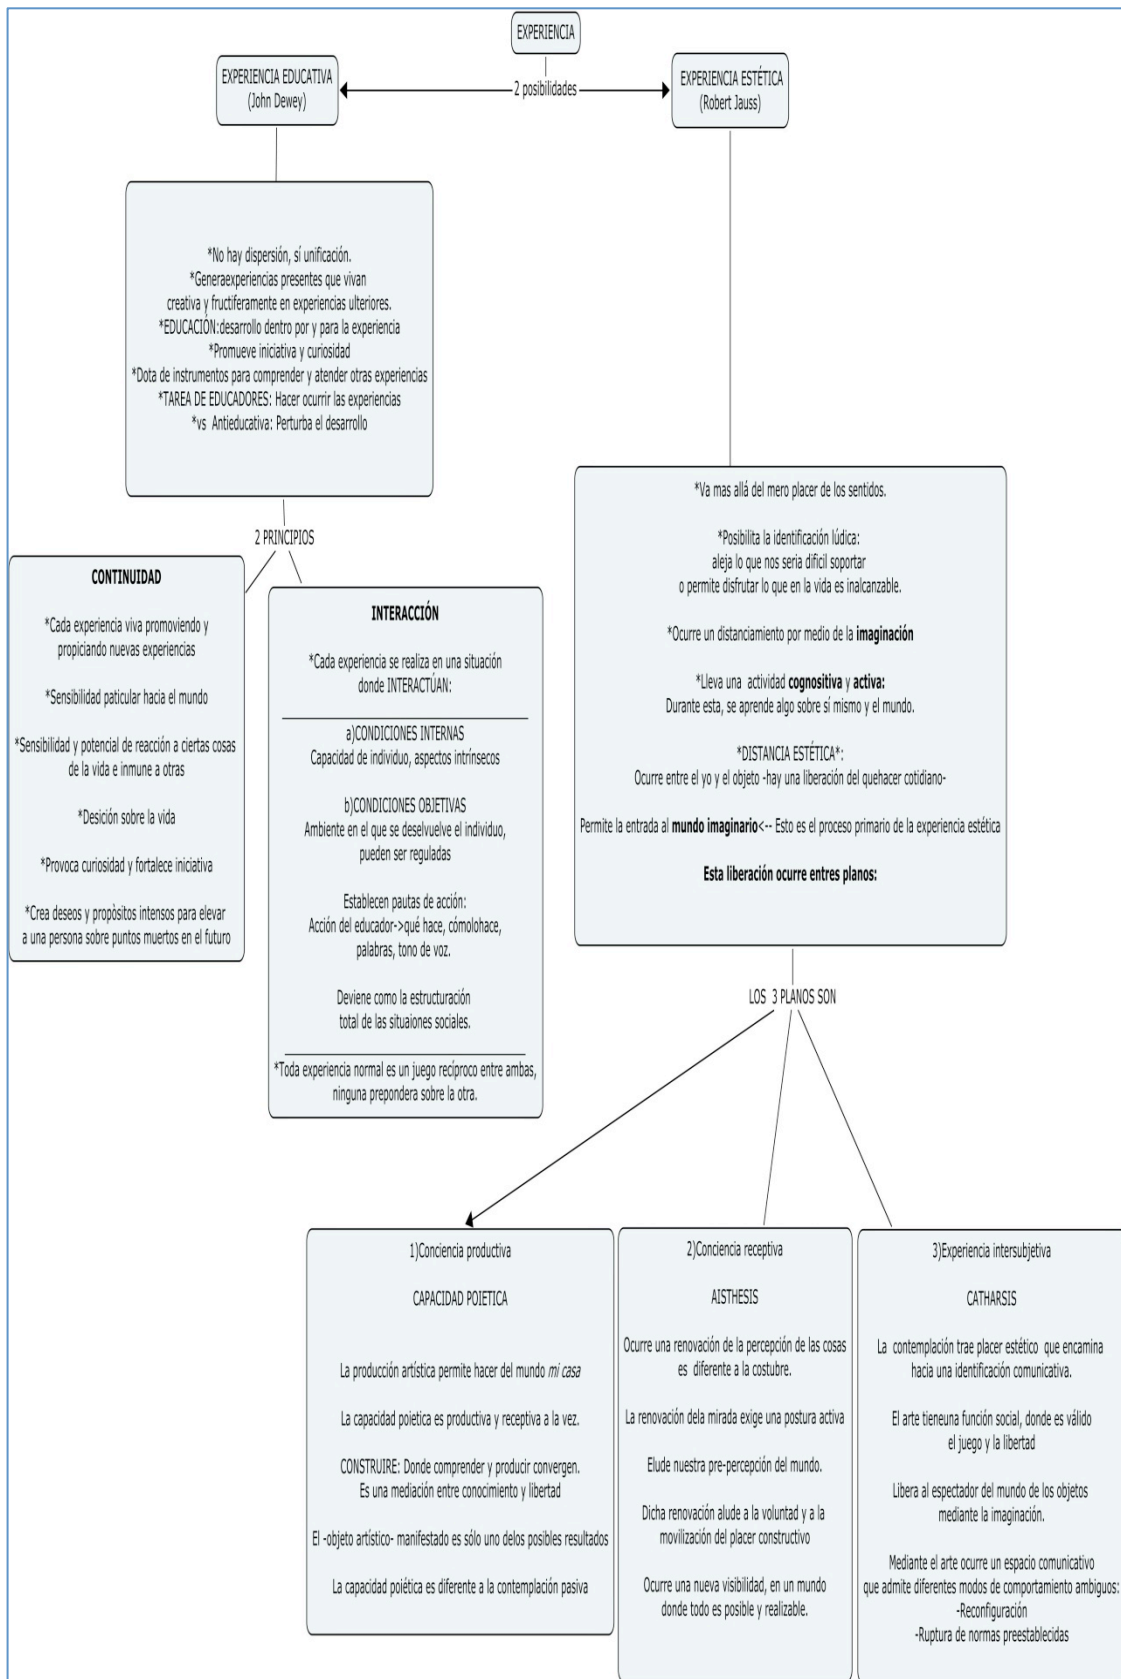 EXPERIENCIA
EXPERIENCIA EDUCATIVA
(John Dewey)
2 posibilidades
EXPERIENCIA ESTÉTICA
(Robert Jauss)
*No hay dispersión, sí unificación.
*Generaexperiencias presentes que vivan
creativa y fructiferamente en experiencias ulteriores.
*EDUCACIÓN:desarrollo dentro por y para la experiencia
*Promueve iniciativa y curiosidad
*Dota de instrumentos para comprender y atender otras experiencias
*TAREA DE EDUCADORES: Hacer ocurrir las experiencias
*vs Antieducativa: Perturba el desarrollo
2 PRINCIPIOS
CONTINUIDAD
*Cada experiencia viva promoviendo y
propiciando nuevas experiencias
*Sensibilidad paticular hacia el mundo
*Sensibilidad y potencial de reacción a ciertas cosas
de la vida e inmune a otras
*Desición sobre la vida
*Provoca curiosidad y fortalece iniciativa
*Crea deseos y propòsitos intensos para elevar
a una persona sobre puntos muertos en el futuro
INTERACCIÓN
*Cada experiencia se realiza en una situación
donde INTERACTÚAN:
a)CONDICIONES INTERNAS
Capacidad de individuo, aspectos intrínsecos
b)CONDICIONES OBJETIVAS
Ambiente en el que se deselvuelve el individuo,
pueden ser reguladas
Establecen pautas de acción:
Acción del educador->qué hace, cómolohace,
palabras, tono de voz.
Deviene como la estructuración
total de las situaiones sociales.
*Toda experiencia normal es un juego recíproco entre ambas,
ninguna prepondera sobre la otra.
*Va mas allá del mero placer de los sentidos.
*Posibilita la identificación lúdica:
aleja lo que nos seria dificil soportar
o permite disfrutar lo que en la vida es inalcanzable.
*Ocurre un distanciamiento por medio de la imaginación
*Lleva una actividad cognositiva y activa:
Durante esta, se aprende algo sobre sí mismo y el mundo.
*DISTANCIA ESTÉTICA*:
Ocurre entre el yo y el objeto -hay una liberación del quehacer cotidiano-
Permite la entrada al mundo imaginario<-- Esto es el proceso primario de la experiencia estética
Esta liberación ocurre entres planos:
LOS 3 PLANOS SON
1)Conciencia productiva
CAPACIDAD POIETICA
La producción artística permite hacer del mundo mi casa
La capacidad poietica es productiva y receptiva a la vez.
CONSTRUIRE: Donde comprender y producir convergen.
Es una mediación entre conocimiento y libertad
El -objeto artístico- manifestado es sólo uno delos posibles resultados
La capacidad poiética es diferente a la contemplación pasiva
2)Conciencia receptiva
AISTHESIS
Ocurre una renovación de la percepción de las cosas
es diferente a la costubre.
La renovación dela mirada exige una postura activa
Elude nuestra pre-percepción del mundo.
Dicha renovación alude a la voluntad y a la
movilización del placer constructivo
Ocurre una nueva visibilidad, en un mundo
donde todo es posible y realizable.
3)Experiencia intersubjetiva
CATHARSIS
La contemplación trae placer estético que encamina
hacia una identificación comunicativa.
El arte tieneuna función social, donde es válido
el juego y la libertad
Libera al espectador del mundo de los objetos
mediante la imaginación.
Mediante el arte ocurre un espacio comunicativo
que admite diferentes modos de comportamiento ambiguos:
-Reconfiguración
-Ruptura de normas preestablecidas